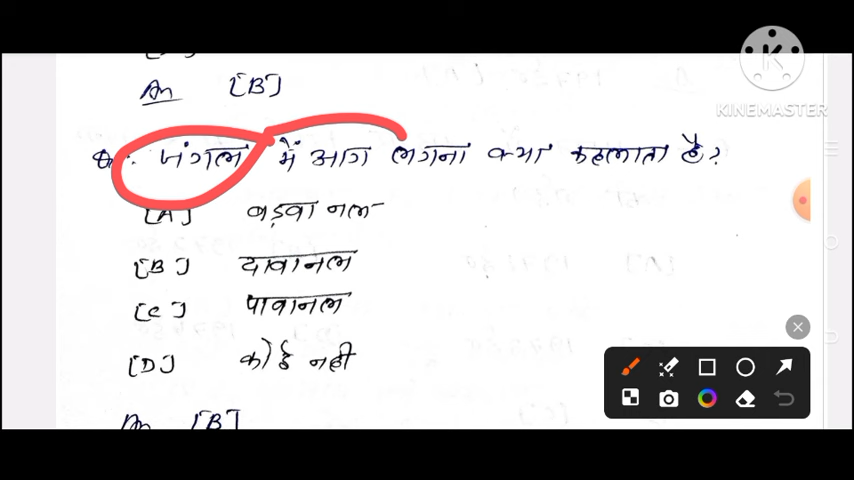 An [B]
KINEMASTER
Q. जंगल में आग लगना क्या कहलाता है?
[A] बड़वानल
[B] दावानल
[C] पावानल
[D] कोई नही
An [B]